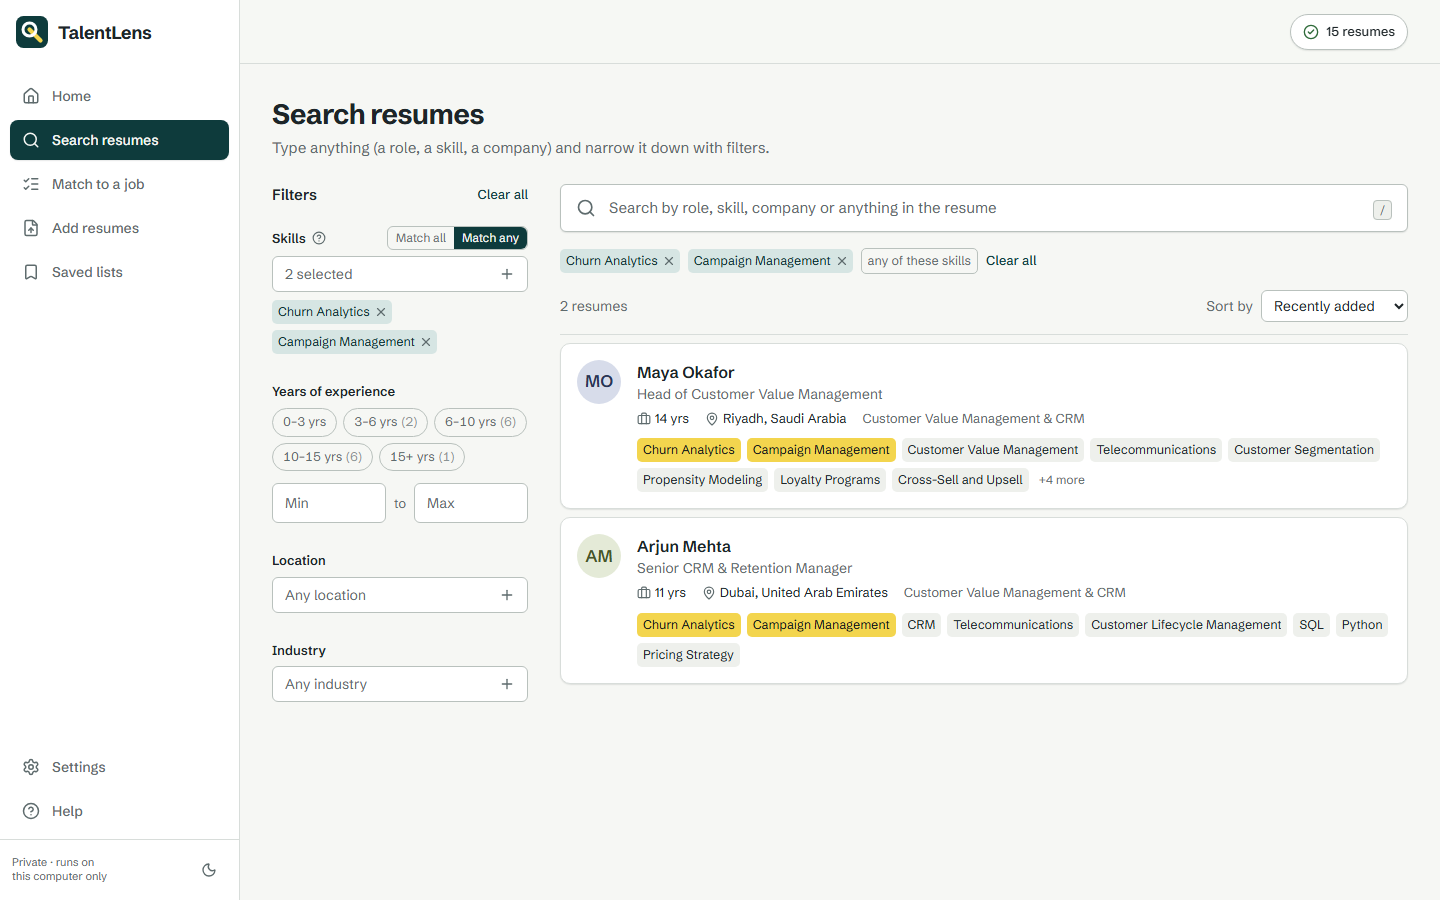 TalentLens
Home
Search resumes
Match to a job
Add resumes
Saved lists
Settings
Help
Private · runs on
this computer only
15 resumes
Search resumes
Type anything (a role, a skill, a company) and narrow it down with filters.
Filters
Clear all
Skills
Match all
Match any
2 selected
Churn Analytics
Campaign Management
Years of experience
0–3 yrs
3–6 yrs (2)
6–10 yrs (6)
10–15 yrs (6)
15+ yrs (1)
Min to Max
Location
Any location
Industry
Any industry
Search by role, skill, company or anything in the resume /
Churn Analytics Campaign Management any of these skills Clear all
2 resumes
Sort by Recently added
MO
Maya Okafor
Head of Customer Value Management
14 yrs Riyadh, Saudi Arabia Customer Value Management & CRM
Churn Analytics Campaign Management Customer Value Management Telecommunications Customer Segmentation
Propensity Modeling Loyalty Programs Cross-Sell and Upsell +4 more
AM
Arjun Mehta
Senior CRM & Retention Manager
11 yrs Dubai, United Arab Emirates Customer Value Management & CRM
Churn Analytics Campaign Management CRM Telecommunications Customer Lifecycle Management SQL Python
Pricing Strategy